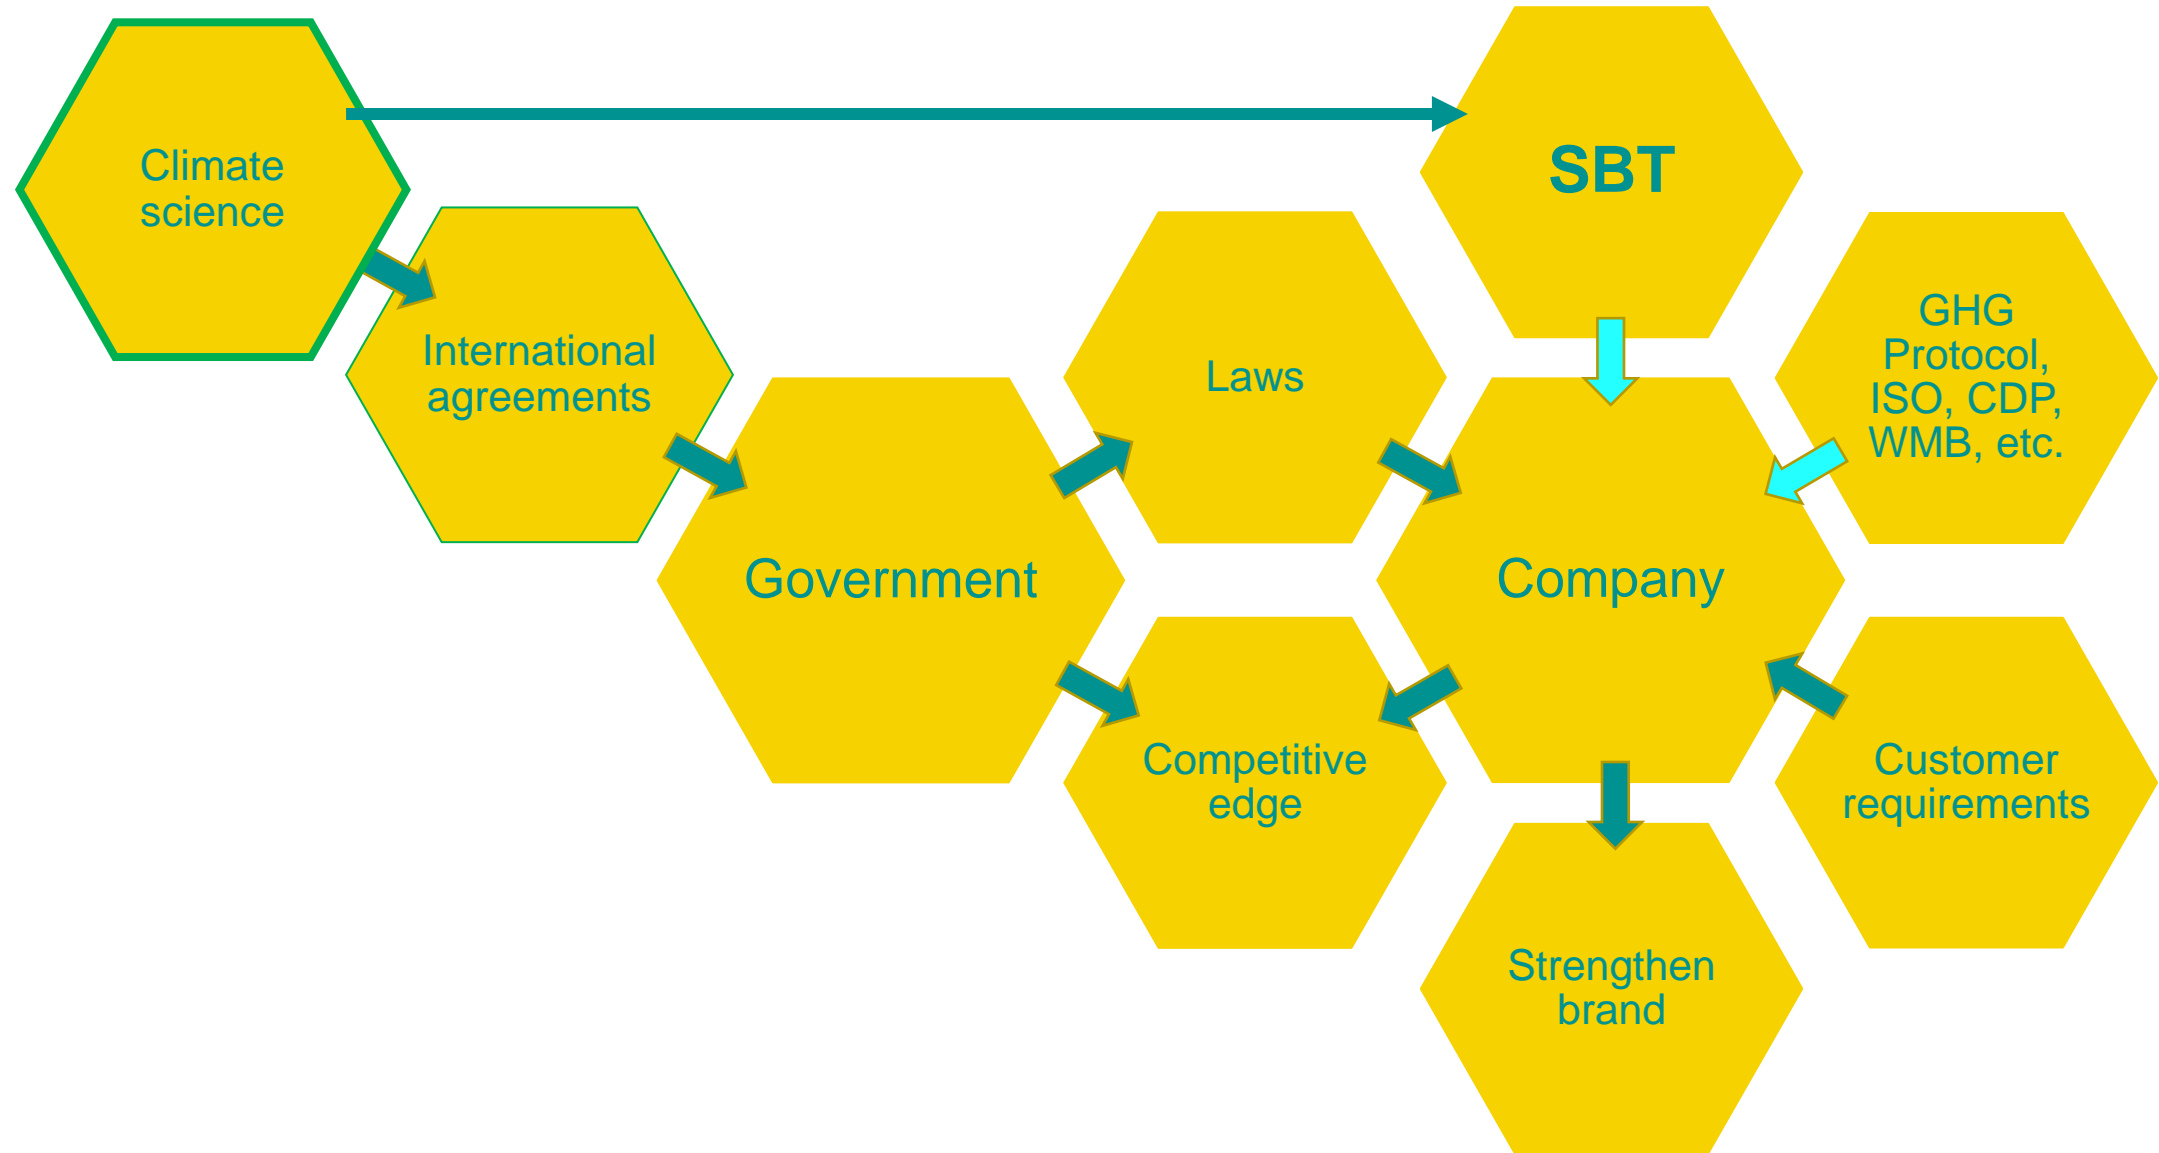 Climate
science
SBT
International
agreements
Laws
GHG
Protocol,
ISO, CDP,
WMB, etc.
Government
Company
Competitive
edge
Customer
requirements
Strengthen
brand